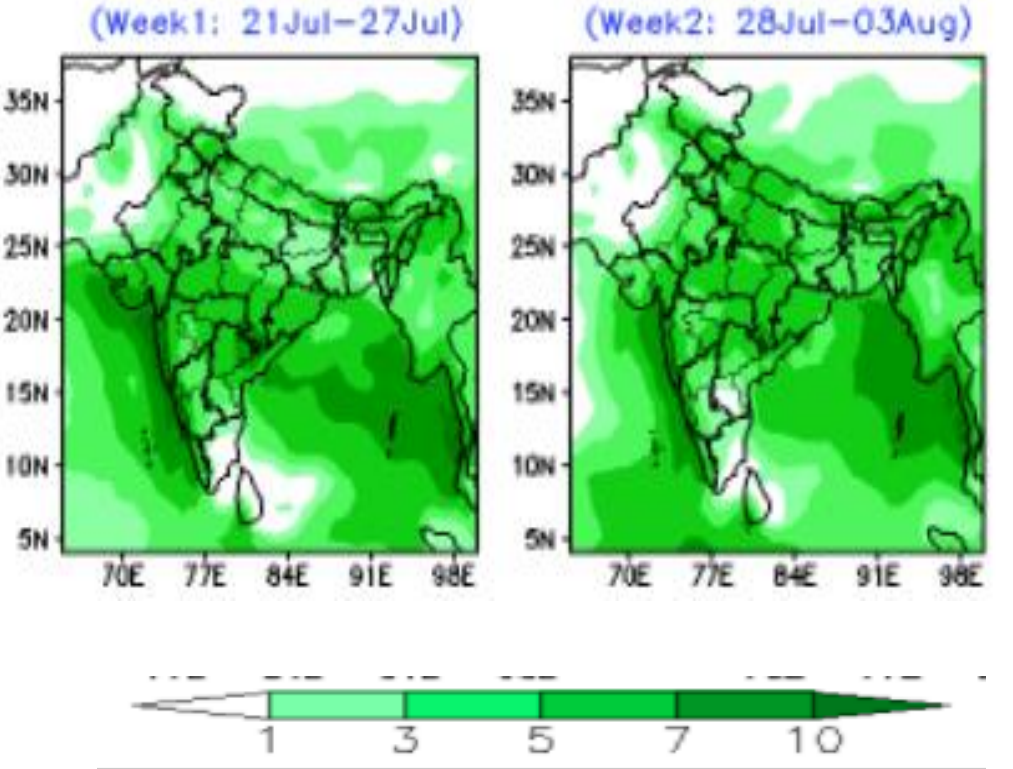 (Week1: 21Jul-27Jul) (Week2: 28Jul-03Aug)
35N 35N
30N 30N
25N 25N
20N 20N
15N 15N
10N 10N
5N 5N
70E 77E 84E 91E 98E 70E 77E 84E 91E 98E
1 3 5 7 10